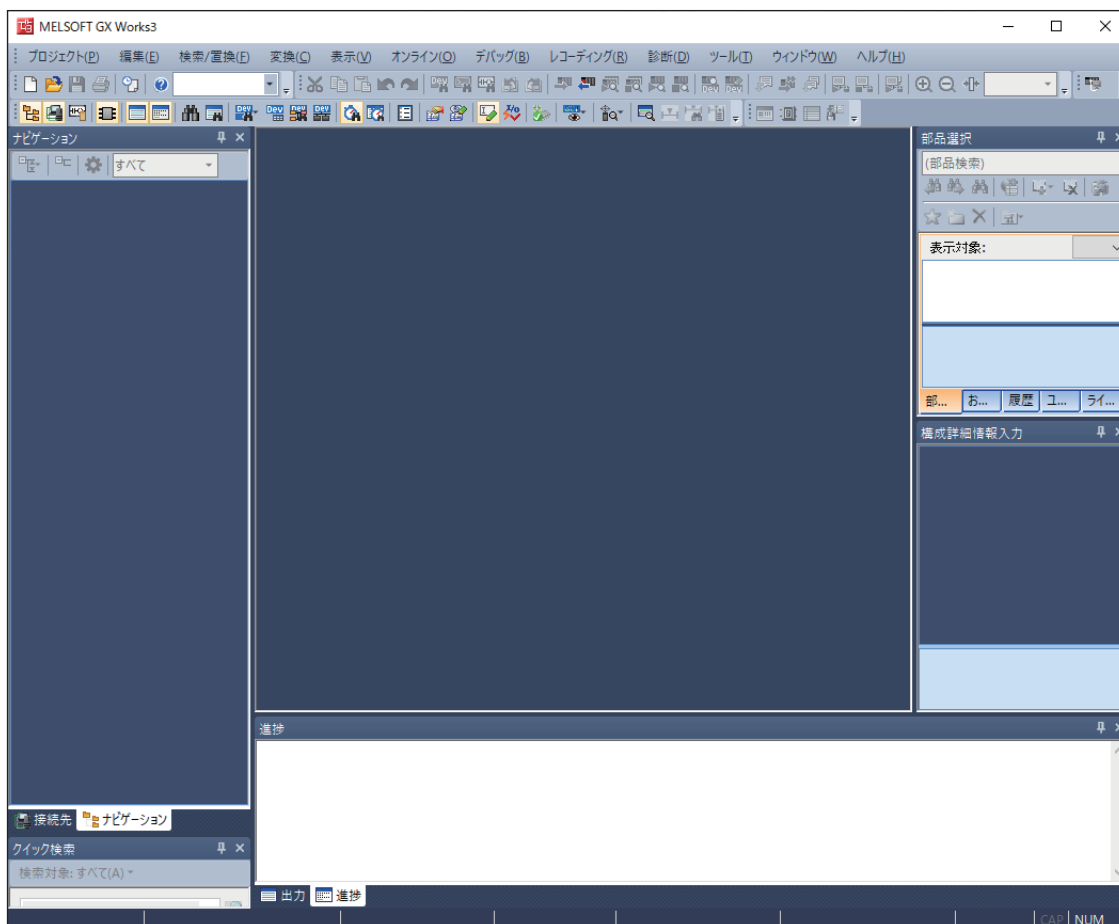 MELSOFT GX Works3
プロジェクト(P) 編集(E) 検索/置換(F) 変換(C) 表示(V) オンライン(O) デバッグ(B) レコーディング(R) 診断(D) ツール(T) ウィンドウ(W) ヘルプ(H)
ナビゲーション
すべて
部品選択
(部品検索)
表示対象:
部... お... 履歴 ユ... ライ...
構成詳細情報入力
進捗
接続先 ナビゲーション
クイック検索
検索対象: すべて(A)
出力 進捗
CAP NUM